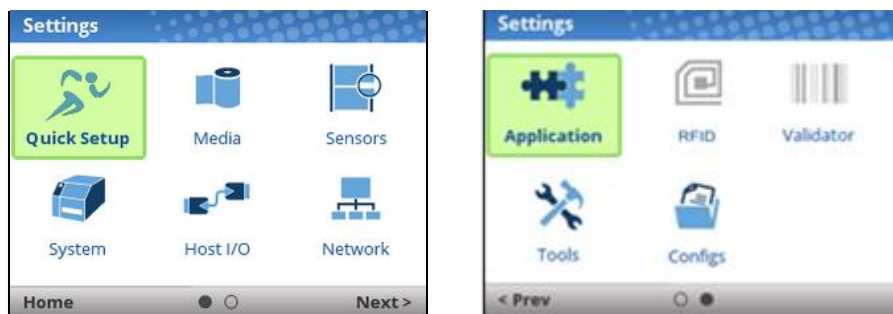 Settings
Quick Setup Media Sensors
System Host I/O Network
Home Next >
Settings
Application RFID Validator
Tools Configs
< Prev